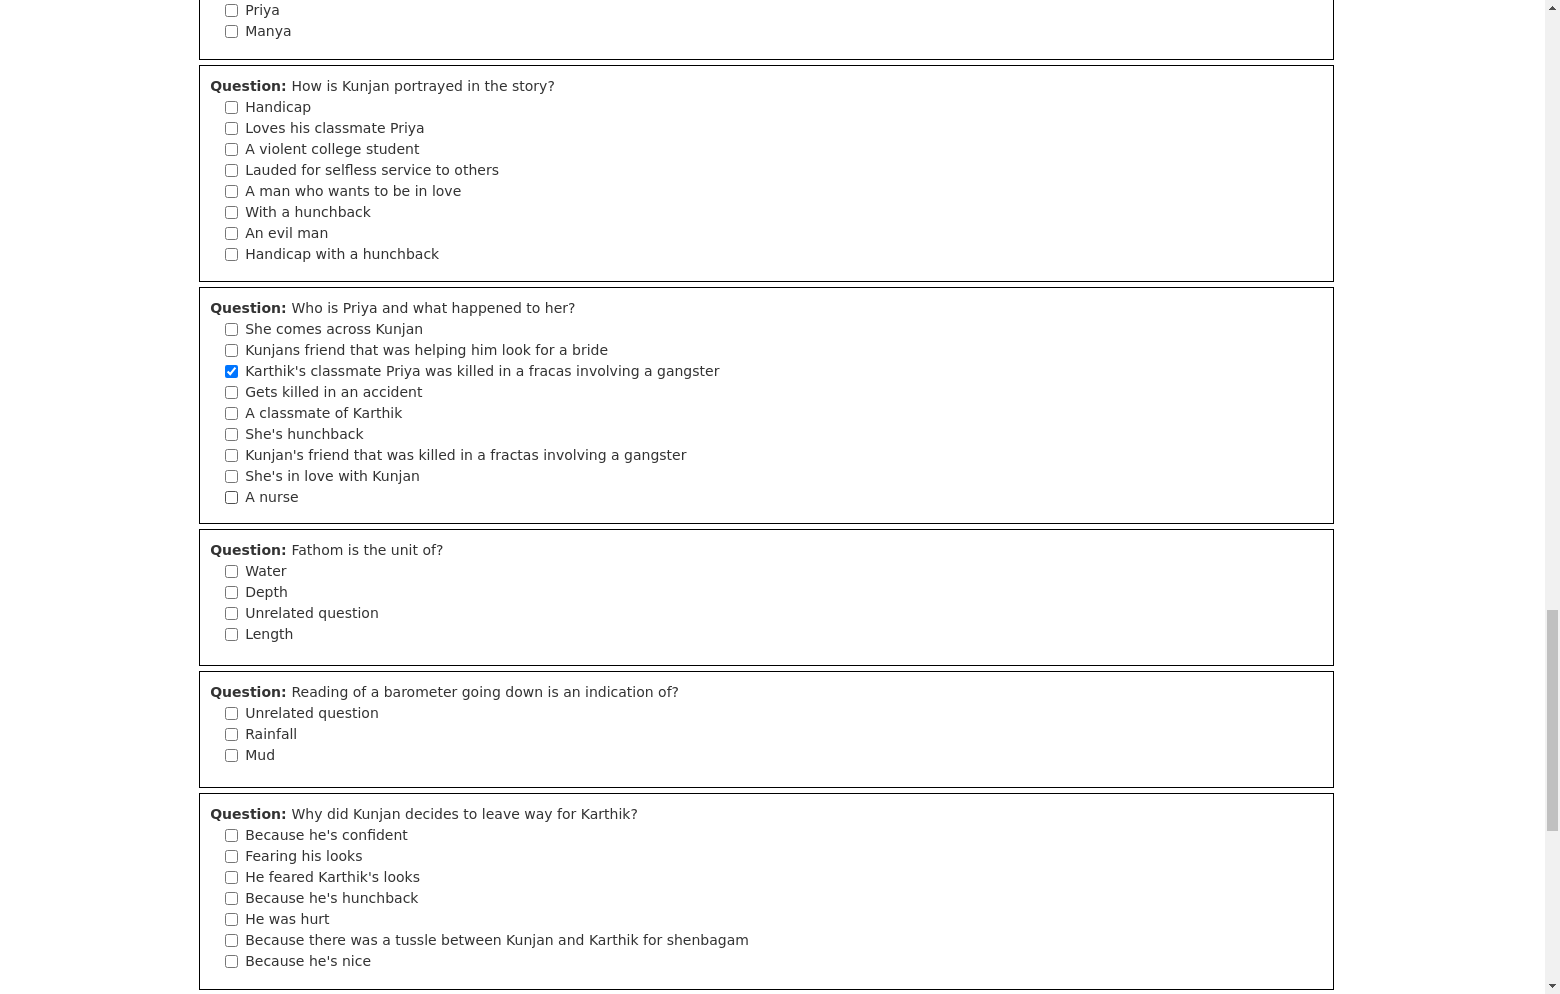 Priya
Manya
Question: How is Kunjan portrayed in the story?
Handicap
Loves his classmate Priya
A violent college student
Lauded for selfless service to others
A man who wants to be in love
With a hunchback
An evil man
Handicap with a hunchback
Question: Who is Priya and what happened to her?
She comes across Kunjan
Kunjans friend that was helping him look for a bride
Karthik's classmate Priya was killed in a fracas involving a gangster
Gets killed in an accident
A classmate of Karthik
She's hunchback
Kunjan's friend that was killed in a fractas involving a gangster
She's in love with Kunjan
A nurse
Question: Fathom is the unit of?
Water
Depth
Unrelated question
Length
Question: Reading of a barometer going down is an indication of?
Unrelated question
Rainfall
Mud
Question: Why did Kunjan decides to leave way for Karthik?
Because he's confident
Fearing his looks
He feared Karthik's looks
Because he's hunchback
He was hurt
Because there was a tussle between Kunjan and Karthik for shenbagam
Because he's nice